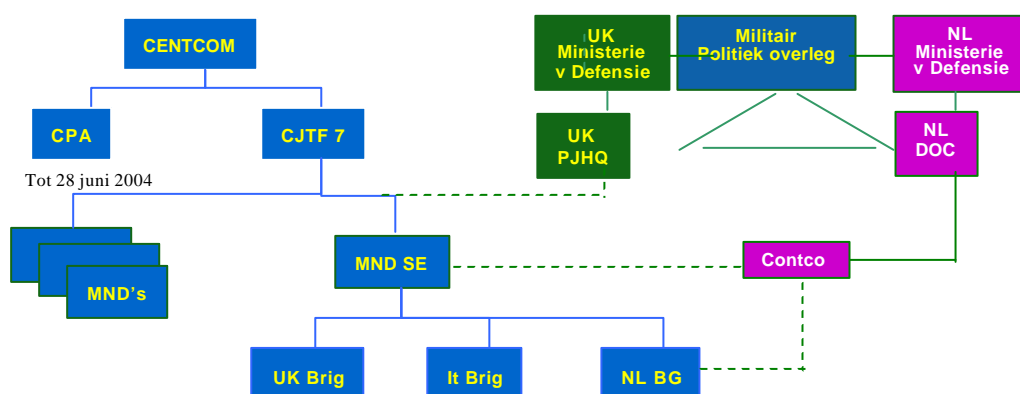 CENTCOM
UK
Ministerie
v Defensie
Militair
Politiek overleg
NL
Ministerie
v Defensie
CPA
CJTF 7
UK
PJHQ
NL
DOC
Tot 28 juni 2004
MND SE
Contco
MND's
UK Brig
It Brig
NL BG